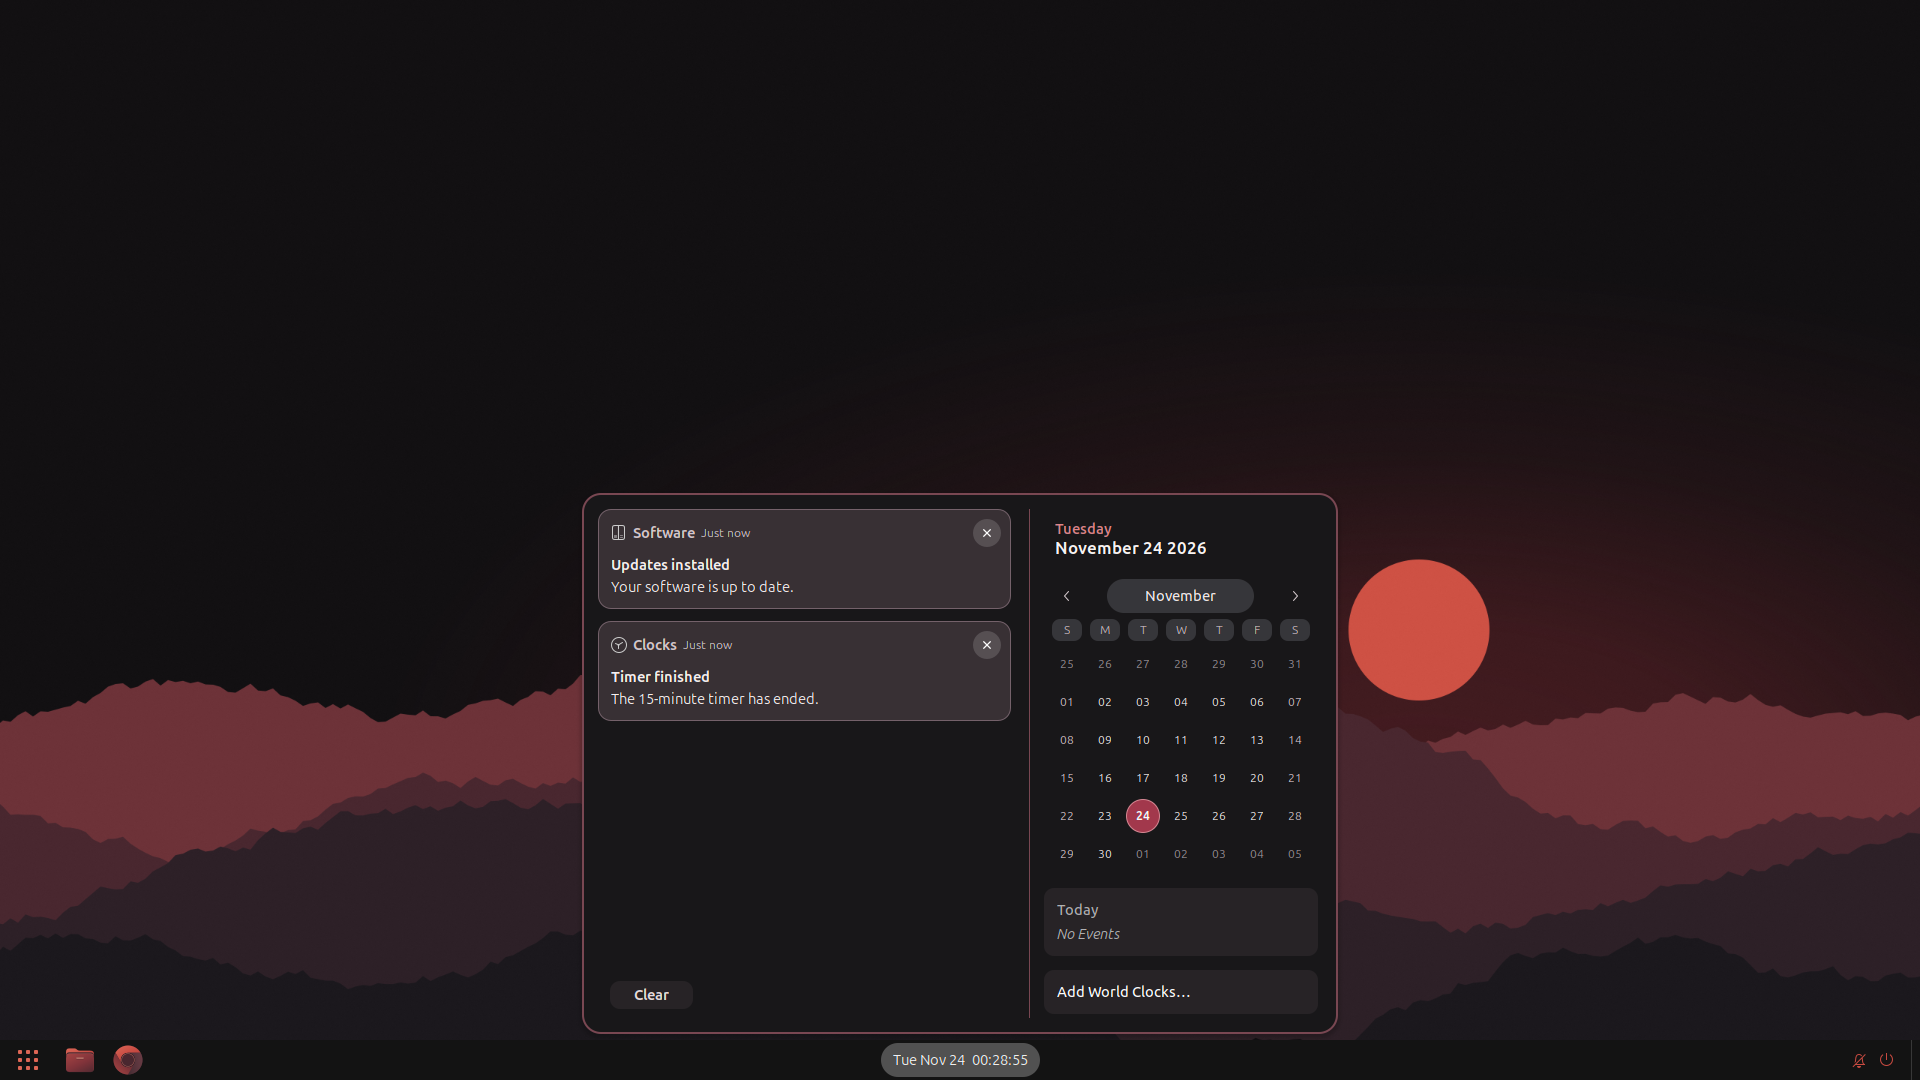 Software Just now
Updates installed
Your software is up to date.
Clocks Just now
Timer finished
The 15-minute timer has ended.
Clear
Tuesday
November 24 2026
November
S M T W T F S
25 26 27 28 29 30 31
01 02 03 04 05 06 07
08 09 10 11 12 13 14
15 16 17 18 19 20 21
22 23 24 25 26 27 28
29 30 01 02 03 04 05
Today
No Events
Add World Clocks…
Tue Nov 24 00:28:55